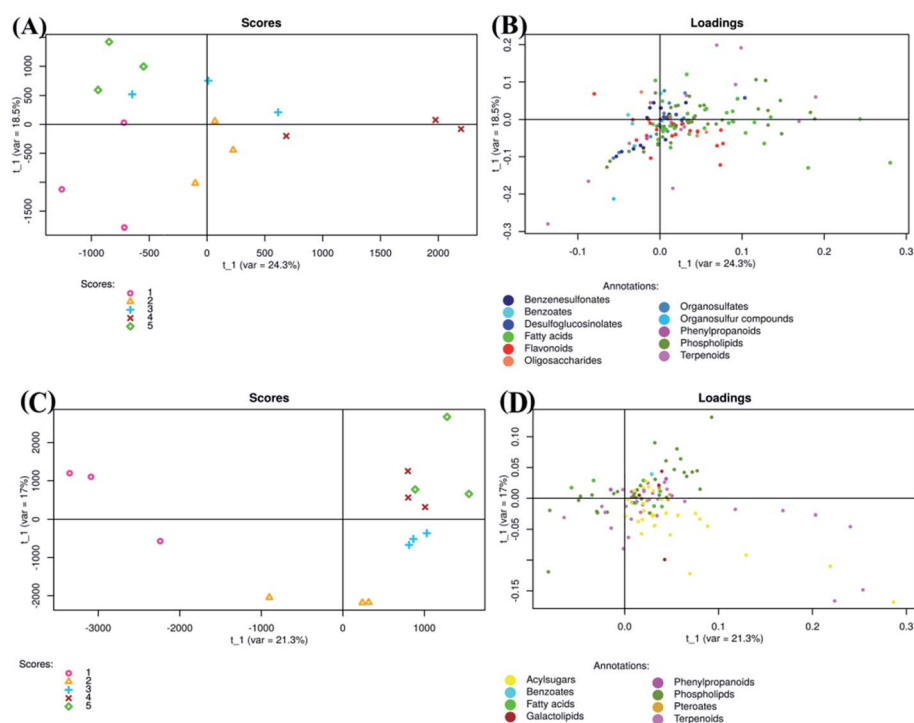 (A)
Scores
t_1 (var = 18.5%)
1000
500
0
-500
-1500
-1000
-500
0
500
1000
1500
2000
t_1 (var = 24.3%)
Scores:
1
2
3
4
5
(B)
Loadings
t_1 (var = 18.5%)
0.2
0.1
0.0
-0.1
-0.2
-0.3
-0.1
0.0
0.1
0.2
0.3
t_1 (var = 24.3%)
Annotations:
Benzenesulfonates
Benzoates
Desulfoglucosinolates
Fatty acids
Flavonoids
Oligosaccharides
Organosulfates
Organosulfur compounds
Phenylpropanoids
Phospholipids
Terpenoids
(C)
Scores
t_1 (var = 17%)
2000
1000
0
-1000
-2000
-3000
-2000
-1000
0
1000
t_1 (var = 21.3%)
Scores:
1
2
3
4
5
(D)
Loadings
t_1 (var = 17%)
0.10
0.05
0.00
-0.05
-0.15
0.0
0.1
0.2
0.3
t_1 (var = 21.3%)
Annotations:
Acylsugars
Benzoates
Fatty acids
Galactolipids
Phenylpropanoids
Phospholipds
Pteroates
Terpenoids